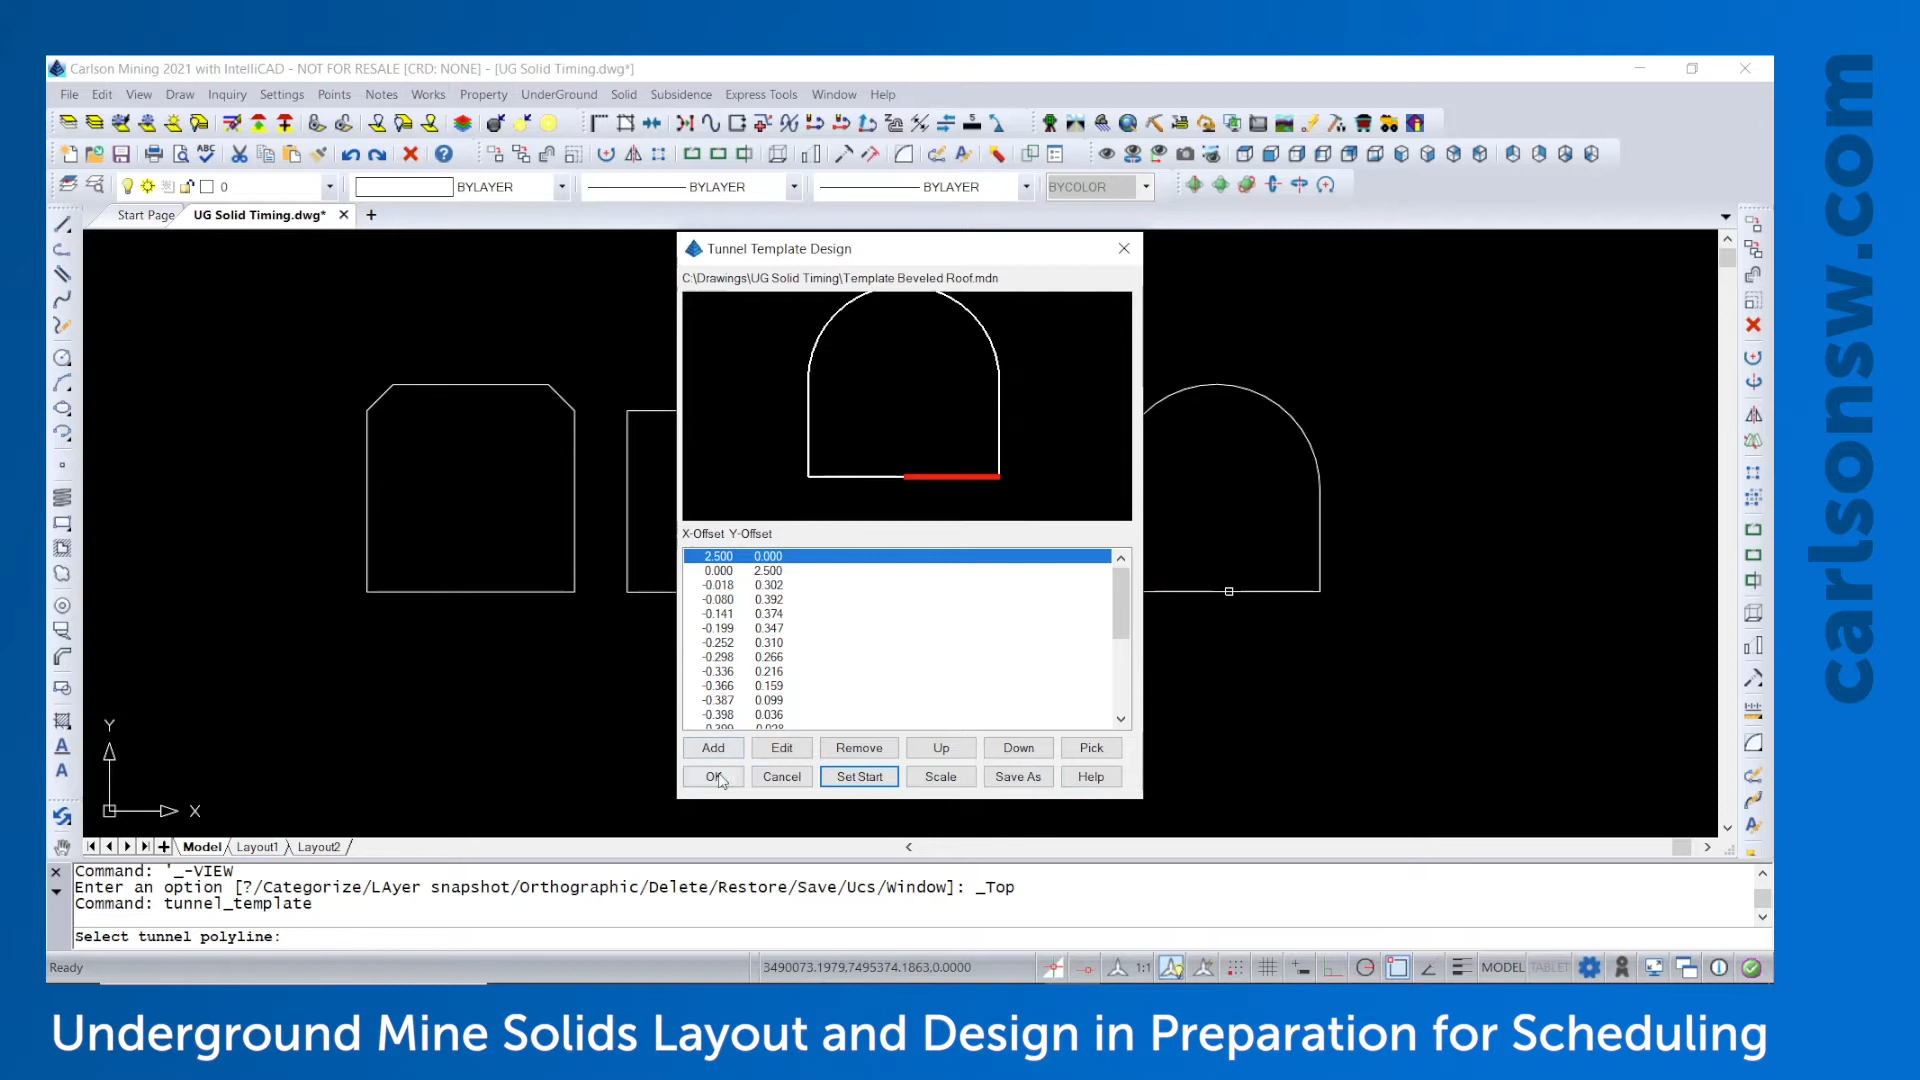 Carlson Mining 2021 with IntelliCAD - NOT FOR RESALE [CRD: NONE] - [UG Solid Timing.dwg*]
File Edit View Draw Inquiry Settings Points Notes Works Property UnderGround Solid Subsidence Express Tools Window Help
0 BYLAYER BYLAYER BYLAYER BYCOLOR
Start Page UG Solid Timing.dwg*
Tunnel Template Design
C:\Drawings\UG Solid Timing\Template Beveled Roof.mdn
X-Offset Y-Offset
2.500 0.000
0.000 2.500
-0.018 0.302
-0.080 0.392
-0.141 0.374
-0.199 0.347
-0.252 0.310
-0.298 0.266
-0.336 0.216
-0.366 0.159
-0.387 0.099
-0.398 0.036
Add Edit Remove Up Down Pick
OK Cancel Set Start Scale Save As Help
Y
X
Model Layout1 Layout2
Command: '_-VIEW
Enter an option [?/Categorize/LAyer snapshot/Orthographic/Delete/Restore/Save/Ucs/Window]: _Top
Command: tunnel_template
Select tunnel polyline:
Ready 3490073.1979,7495374.1863,0.0000 1:1 MODEL TABLET
carlsonsw.com
Underground Mine Solids Layout and Design in Preparation for Scheduling